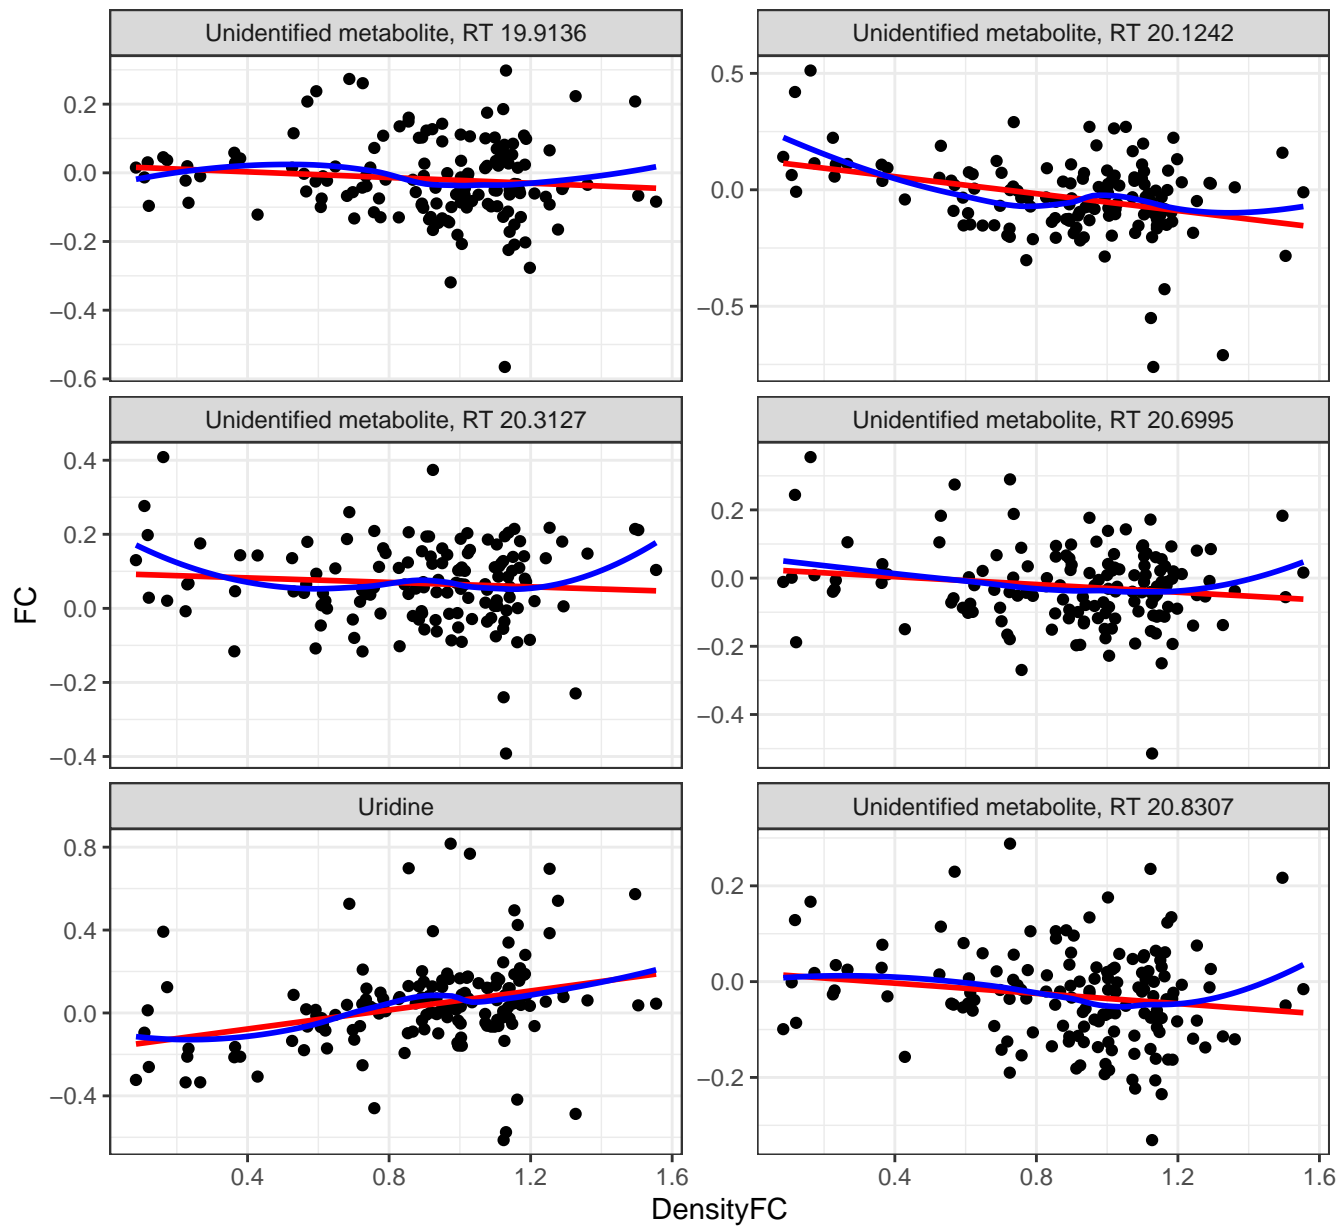 Unidentified metabolite, RT 19.9136
Unidentified metabolite, RT 20.1242
0.2
0.0
−0.2
−0.4
−0.6
0.5
0.0
−0.5
Unidentified metabolite, RT 20.3127
Unidentified metabolite, RT 20.6995
0.4
0.2
0.0
−0.2
−0.4
0.2
0.0
−0.2
−0.4
FC
Uridine
Unidentified metabolite, RT 20.8307
0.8
0.4
0.0
−0.4
0.2
0.0
−0.2
0.4 0.8 1.2 1.6
0.4 0.8 1.2 1.6
DensityFC